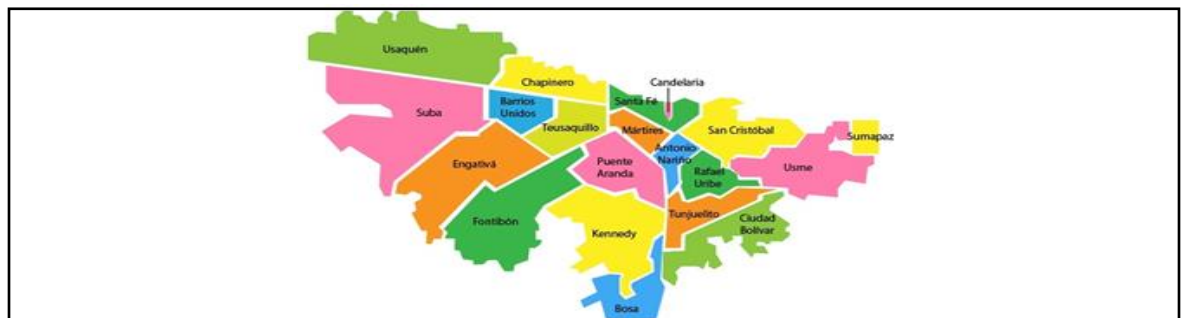 Usaquén
Chapinero
Candelaria
Suba
Barrios
Unidos
Santa Fé
Teusaquillo
Mártires
San Cristóbal
Sumapaz
Engativá
Puente
Aranda
Antonio
Nariño
Rafael
Uribe
Usme
Fontibón
Kennedy
Tunjuelito
Ciudad
Bolívar
Bosa